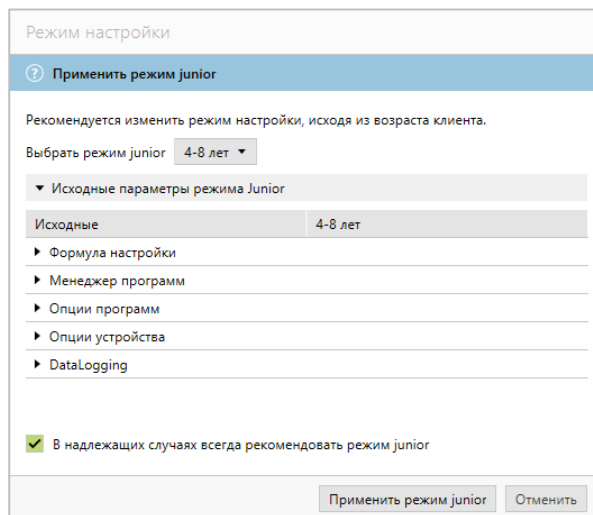 Режим настройки
? Применить режим junior
Рекомендуется изменить режим настройки, исходя из возраста клиента.
Выбрать режим junior 4-8 лет
Исходные параметры режима Junior
Исходные 4-8 лет
Формула настройки
Менеджер программ
Опции программ
Опции устройства
DataLogging
В надлежащих случаях всегда рекомендовать режим junior
Применить режим junior Отменить